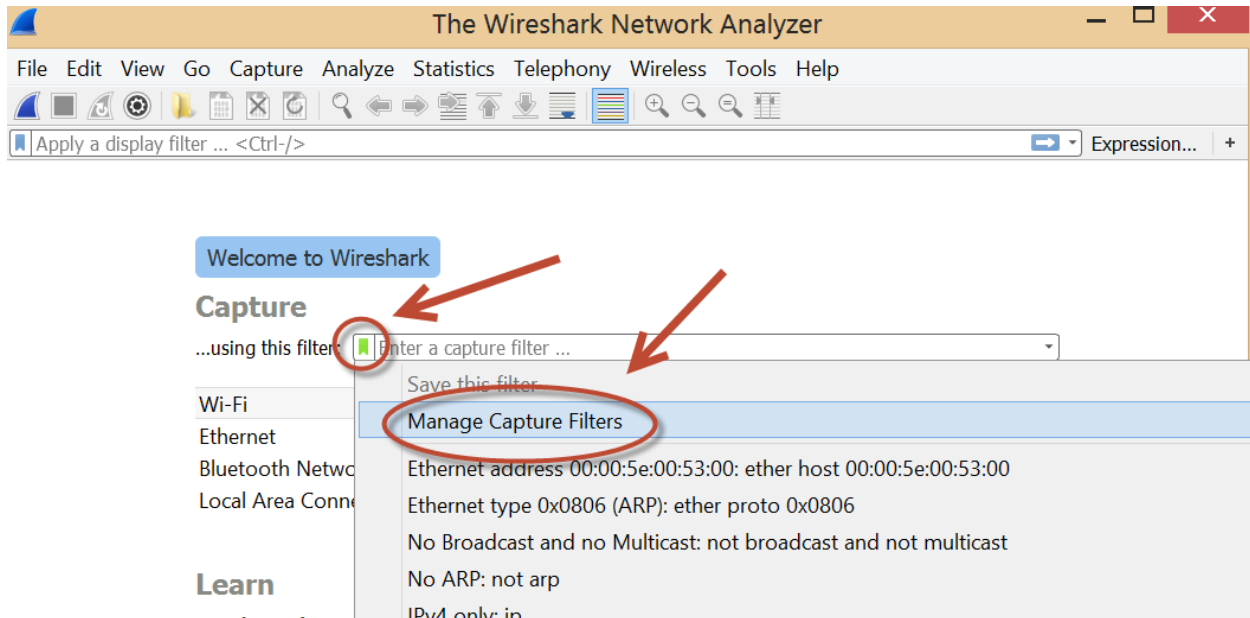 The Wireshark Network Analyzer
File Edit View Go Capture Analyze Statistics Telephony Wireless Tools Help
Apply a display filter ... <Ctrl-/> Expression... +
Welcome to Wireshark
Capture
...using this filter: Enter a capture filter ...
Save this filter
Manage Capture Filters
Wi-Fi
Ethernet
Bluetooth Netwo
Local Area Conne
Ethernet address 00:00:5e:00:53:00: ether host 00:00:5e:00:53:00
Ethernet type 0x0806 (ARP): ether proto 0x0806
No Broadcast and no Multicast: not broadcast and not multicast
No ARP: not arp
IPv4 only: ip
Learn